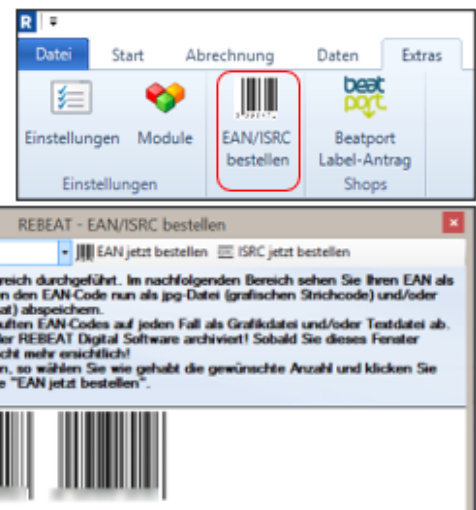 R
Datei Start Abrechnung Daten Extras
beat
port
Einstellungen Module EAN/ISRC bestellen Beatport Label-Antrag
Einstellungen Shops
REBEAT - EAN/ISRC bestellen
EAN jetzt bestellen ISRC jetzt bestellen
reich durchgeführt. Im nachfolgenden Bereich sehen Sie Ihren EAN als
en den EAN-Code nun als jpg-Datei (grafischen Strichcode) und/oder
at) abspeichern.
uften EAN-Codes auf jeden Fall als Grafikdatei und/oder Textdatei ab.
der REBEAT Digital Software archiviert! Sobald Sie dieses Fenster
cht mehr ersichtlich!
n, so wählen Sie wie gehabt die gewünschte Anzahl und klicken Sie
e "EAN jetzt bestellen".